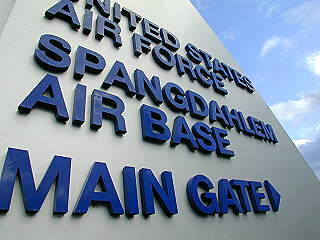 UNITED STATES
AIR FORCE
SPANGDAHLEM
AIR BASE
MAIN GATE